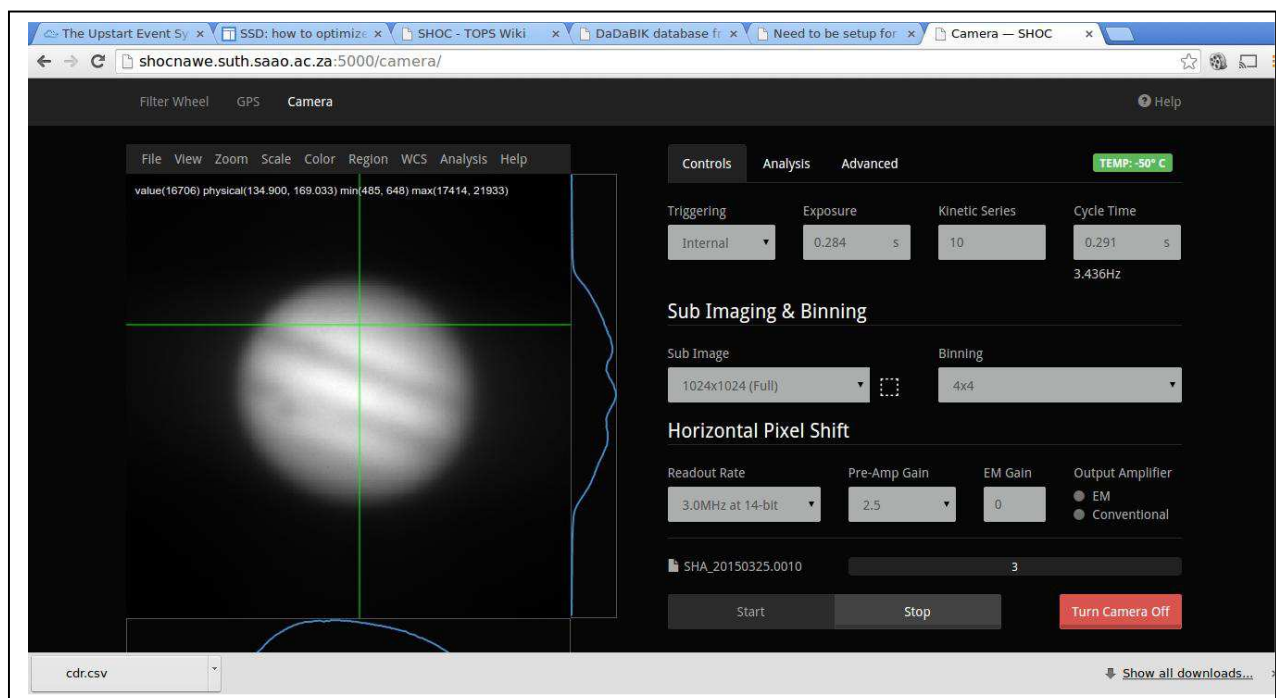 The Upstart Event Sy × SSD: how to optimize × SHOC - TOPS Wiki × DaDaBIK database fr × Need to be setup for × Camera — SHOC ×
shocnawe.suth.saao.ac.za:5000/camera/
Filter Wheel GPS Camera Help
File View Zoom Scale Color Region WCS Analysis Help
value(16706) physical(134.900, 169.033) min(485, 648) max(17414, 21933)
Controls Analysis Advanced TEMP: -50° C
Triggering Exposure Kinetic Series Cycle Time
Internal 0.284 s 10 0.291 s
3.436Hz
Sub Imaging & Binning
Sub Image Binning
1024x1024 (Full) 4x4
Horizontal Pixel Shift
Readout Rate Pre-Amp Gain EM Gain Output Amplifier
3.0MHz at 14-bit 2.5 0 EM
Conventional
SHA_20150325.0010 3
Start Stop Turn Camera Off
cdr.csv Show all downloads...